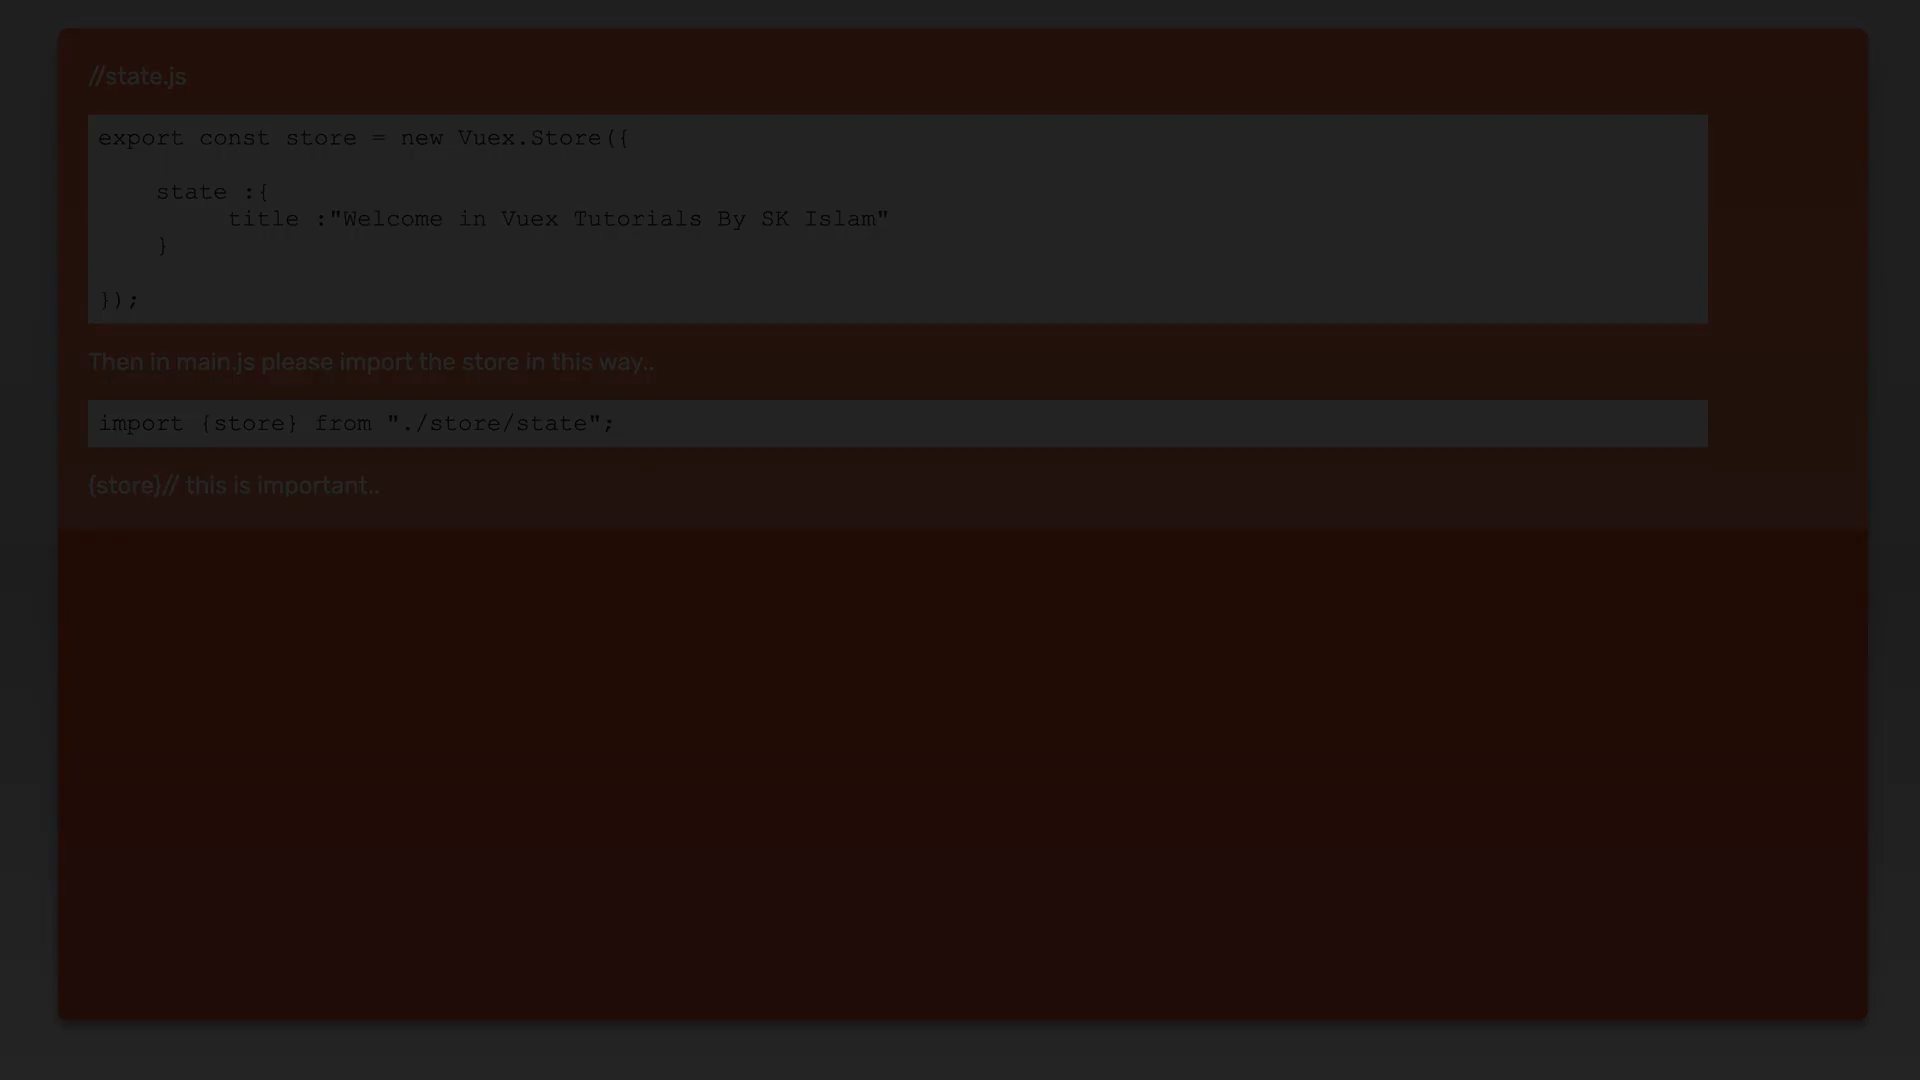 //state.js
export const store = new Vuex.Store({
state :{
title :"Welcome in Vuex Tutorials By SK Islam"
}
});
Then in main.js please import the store in this way..
import {store} from "./store/state";
{store}// this is important..